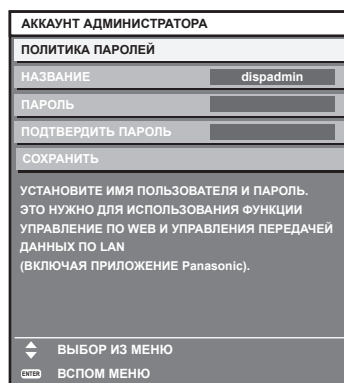 АККАУНТ АДМИНИСТРАТОРА
ПОЛИТИКА ПАРОЛЕЙ
НАЗВАНИЕ dispadmin
ПАРОЛЬ
ПОДТВЕРДИТЬ ПАРОЛЬ
СОХРАНИТЬ
УСТАНОВИТЕ ИМЯ ПОЛЬЗОВАТЕЛЯ И ПАРОЛЬ.
ЭТО НУЖНО ДЛЯ ИСПОЛЬЗОВАНИЯ ФУНКЦИИ
УПРАВЛЕНИЕ ПО WEB И УПРАВЛЕНИЯ ПЕРЕДАЧЕЙ
ДАННЫХ ПО LAN
(ВКЛЮЧАЯ ПРИЛОЖЕНИЕ Panasonic).
ВЫБОР ИЗ МЕНЮ
ENTER ВСПОМ МЕНЮ